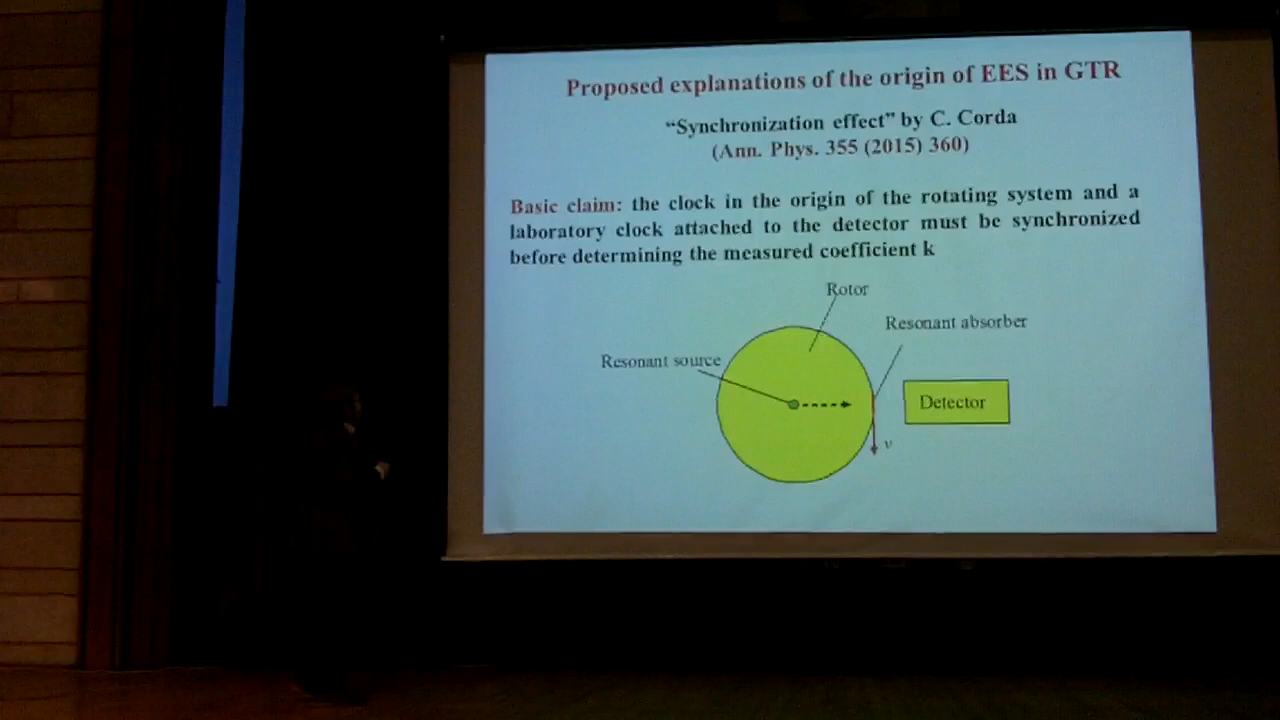 Proposed explanations of the origin of EES in GTR
“Synchronization effect” by C. Corda
(Ann. Phys. 355 (2015) 360)
Basic claim: the clock in the origin of the rotating system and a
laboratory clock attached to the detector must be synchronized
before determining the measured coefficient k
Rotor
Resonant absorber
Resonant source
Detector
v